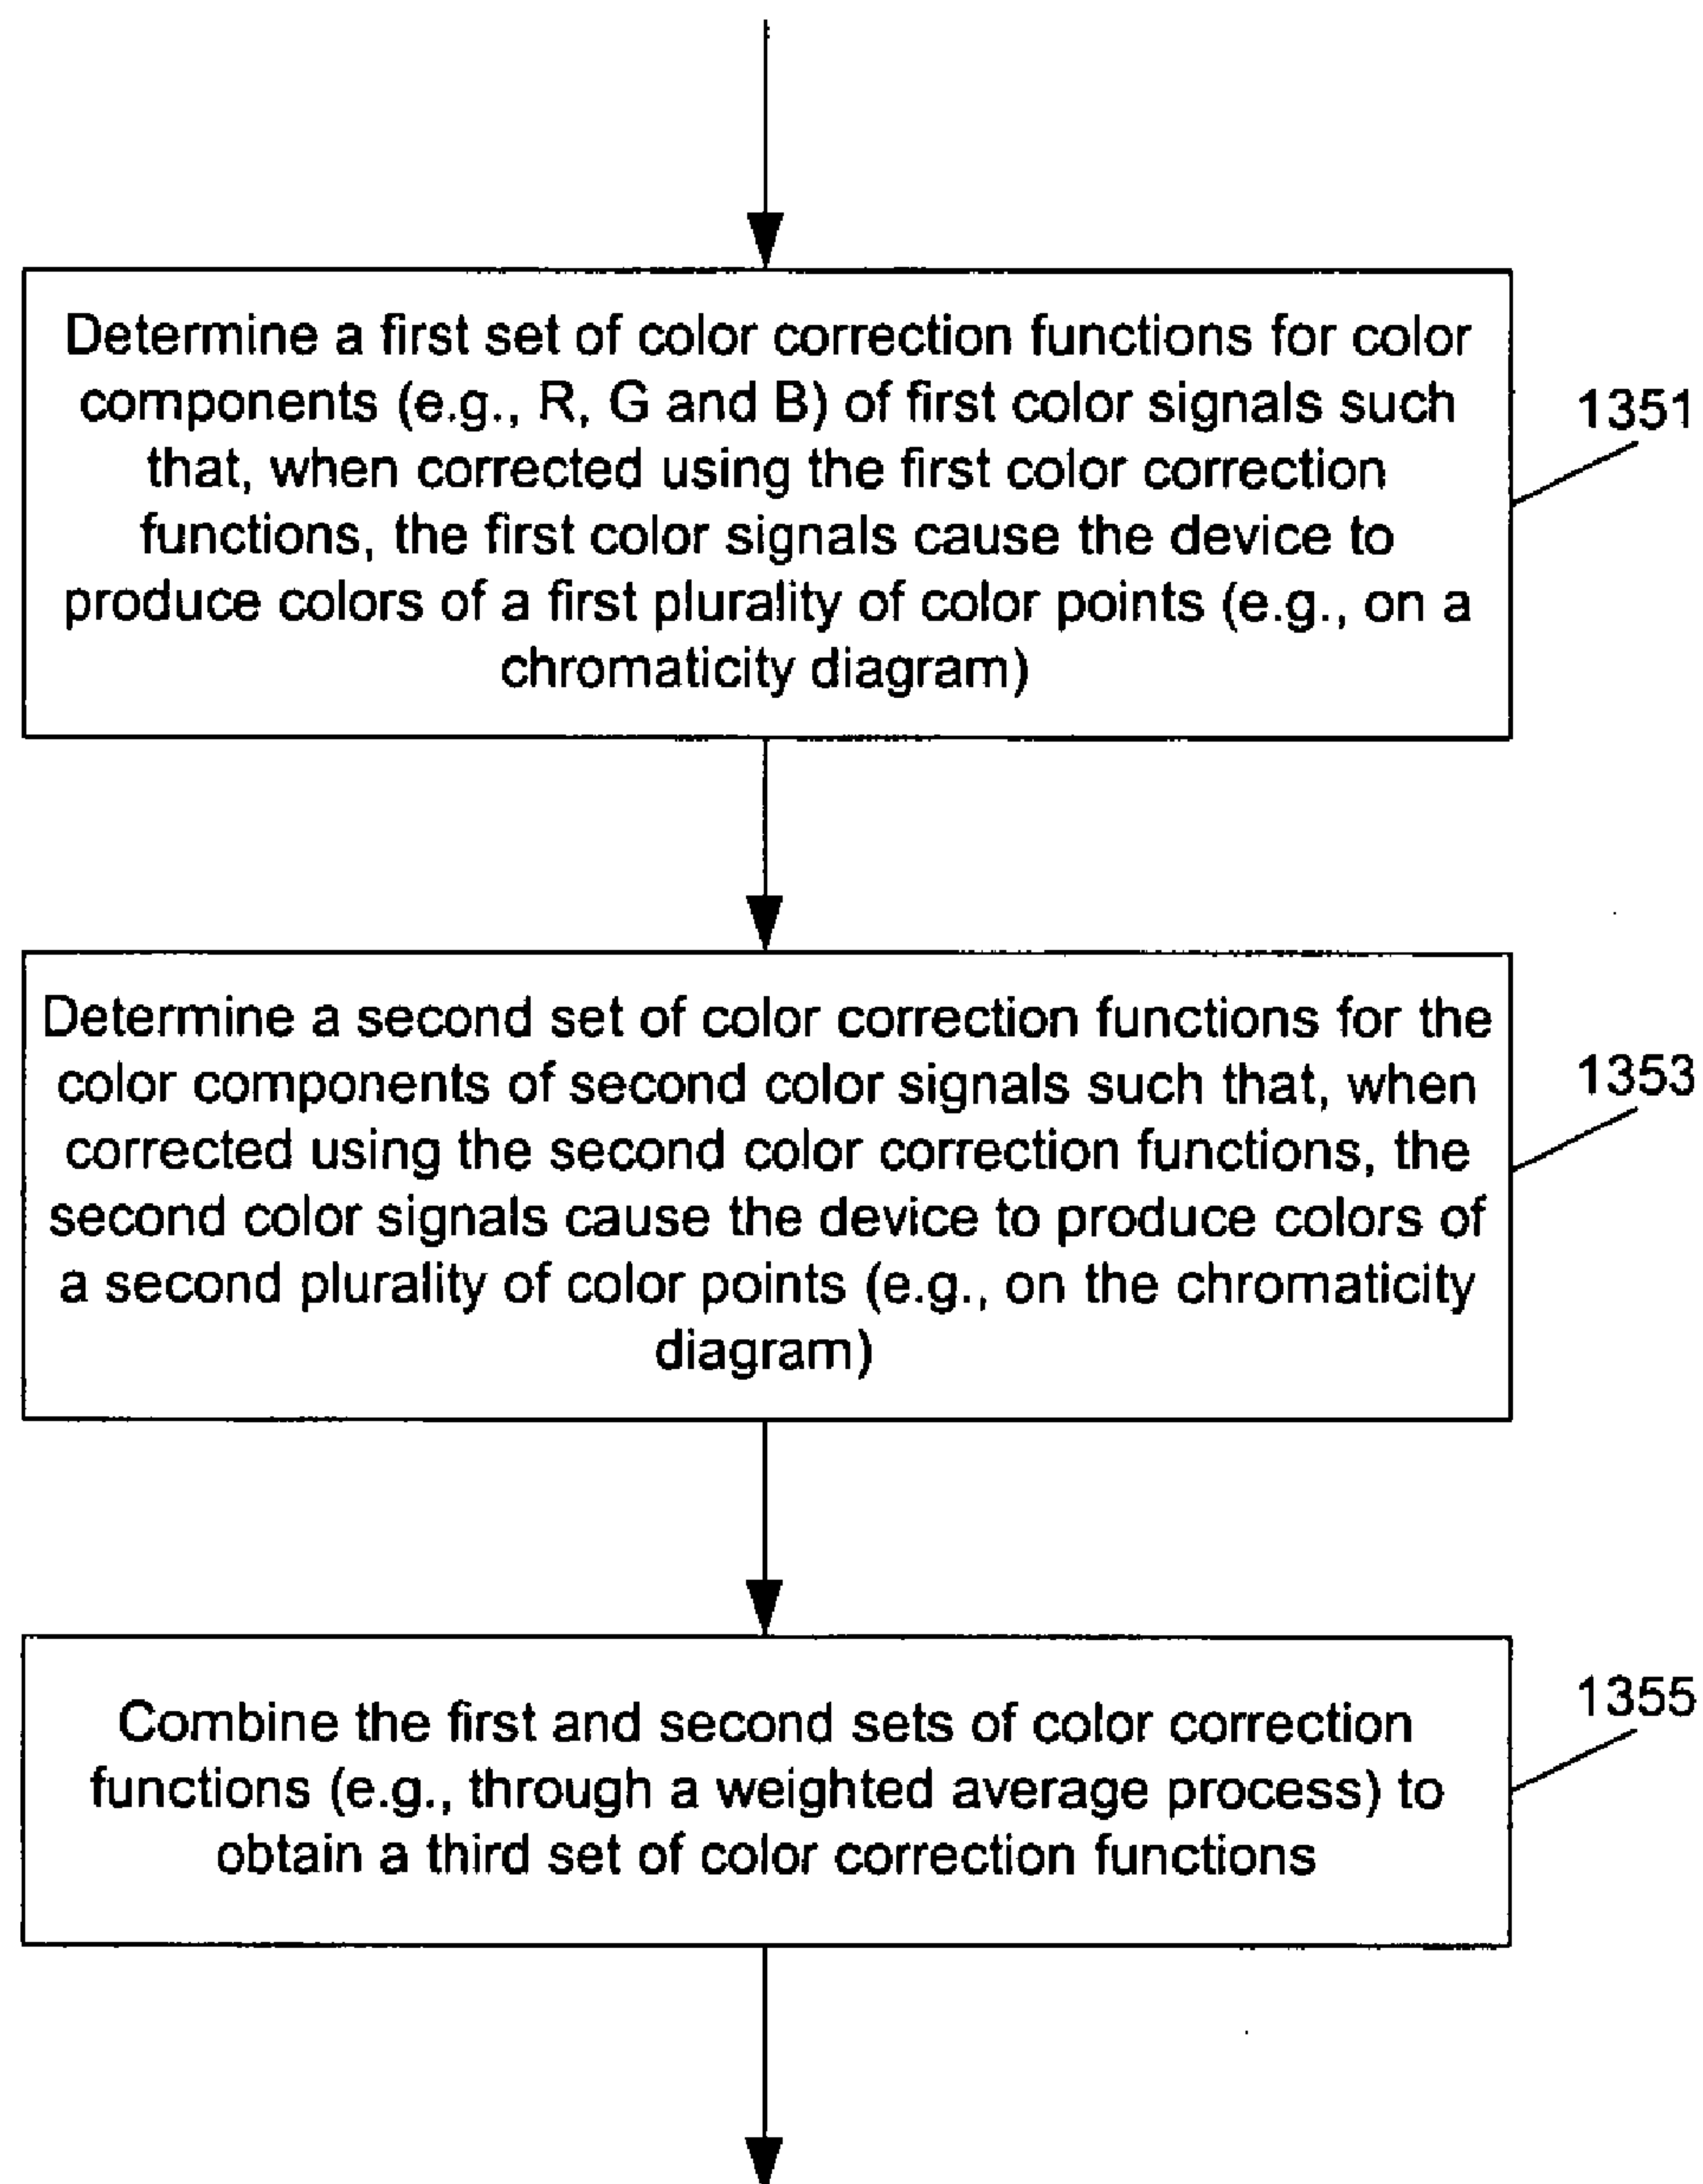 Determine a first set of color correction functions for color
components (e.g., R, G and B) of first color signals such
that, when corrected using the first color correction
functions, the first color signals cause the device to
produce colors of a first plurality of color points (e.g., on a
chromaticity diagram)
1351
Determine a second set of color correction functions for the
color components of second color signals such that, when
corrected using the second color correction functions, the
second color signals cause the device to produce colors of
a second plurality of color points (e.g., on the chromaticity
diagram)
1353
Combine the first and second sets of color correction
functions (e.g., through a weighted average process) to
obtain a third set of color correction functions
1355